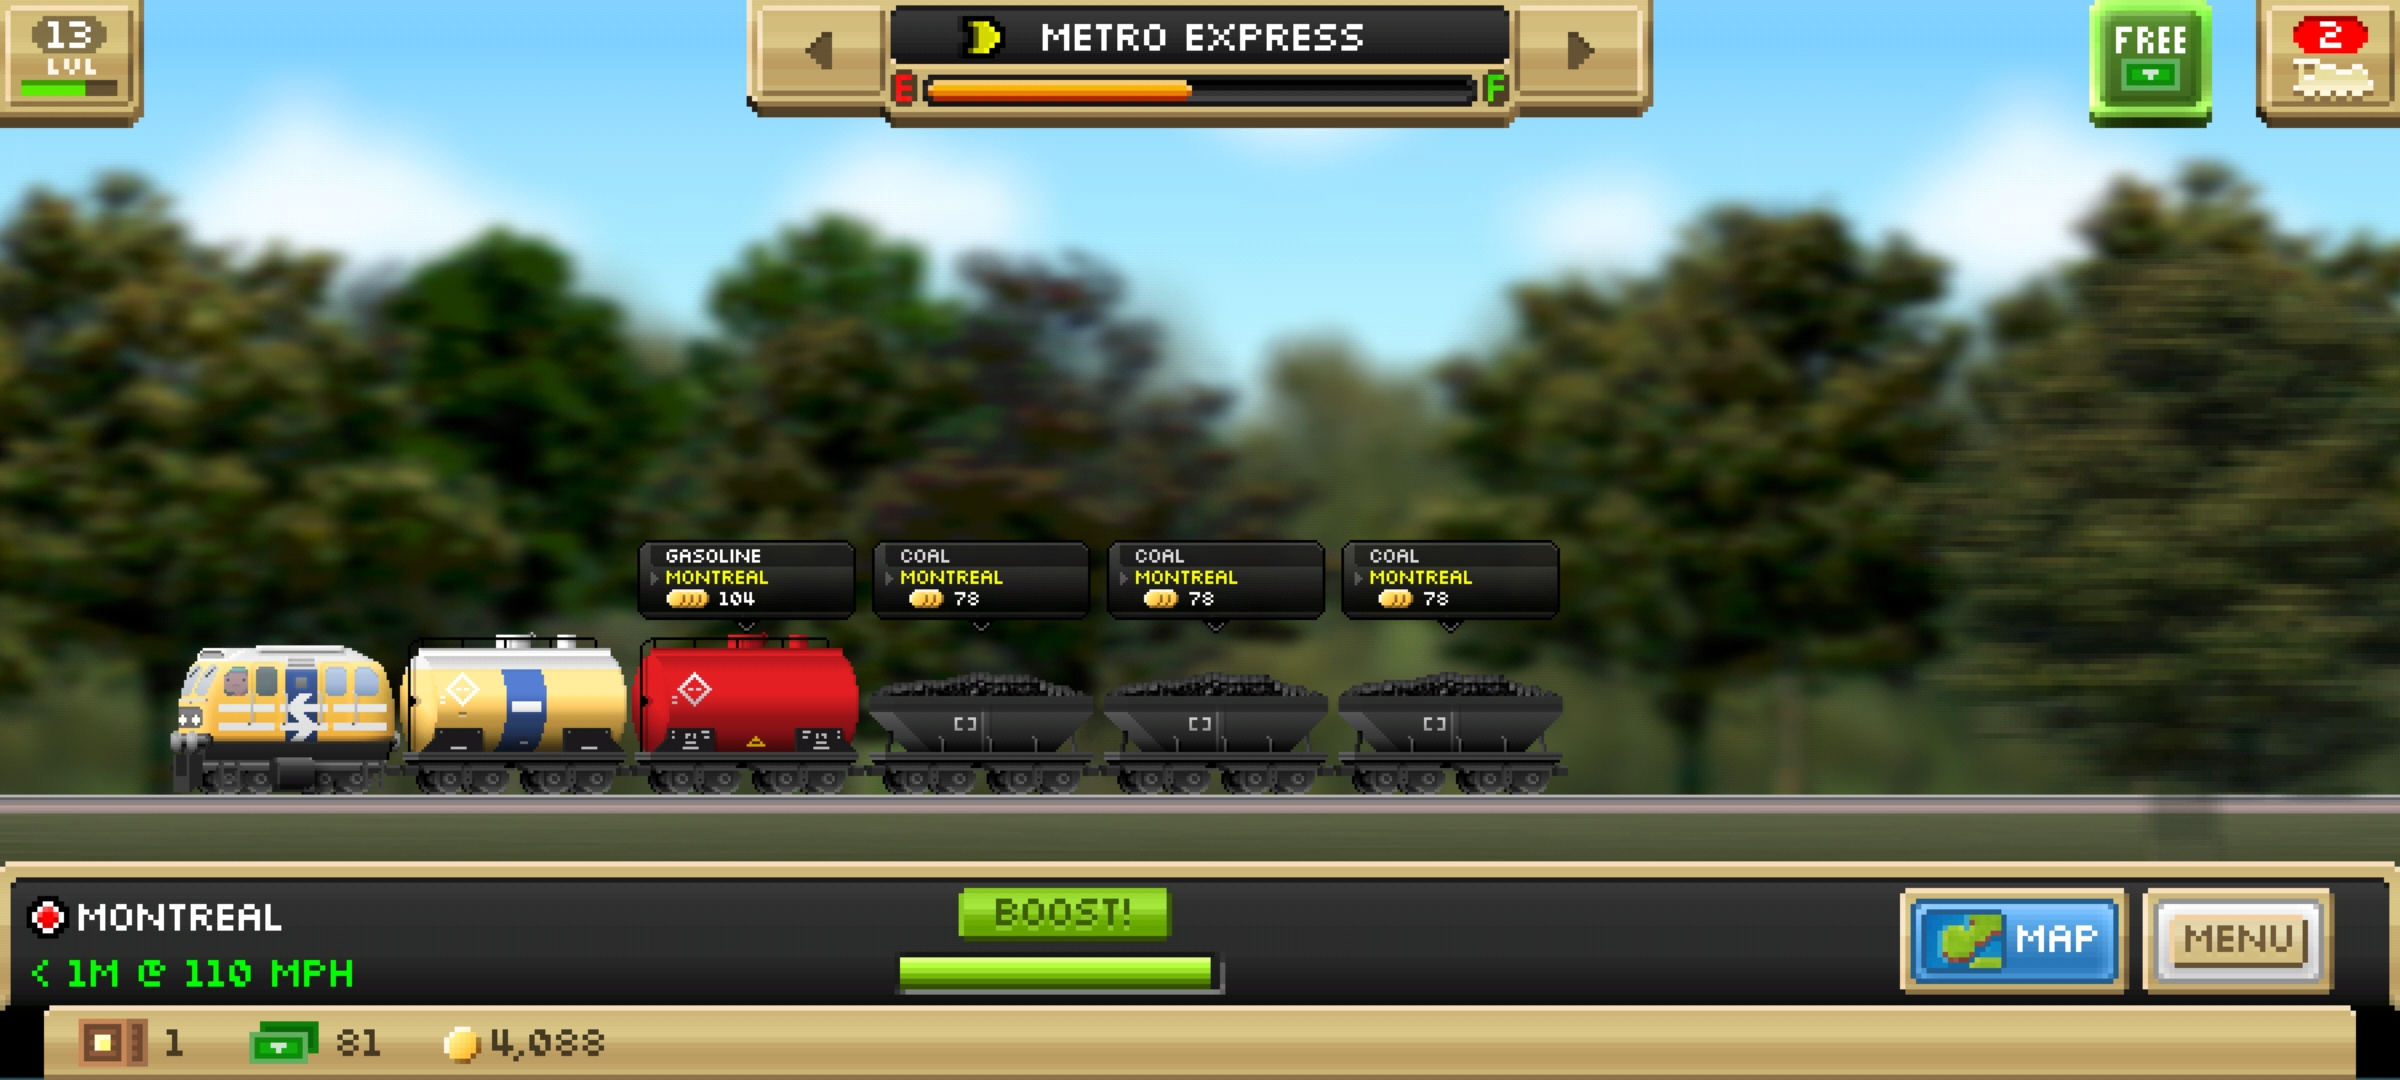 13
LVL
METRO EXPRESS
E
F
FREE
2
GASOLINE
MONTREAL
104
COAL
MONTREAL
78
COAL
MONTREAL
78
COAL
MONTREAL
78
MONTREAL
< 1M @ 110 MPH
BOOST!
MAP
MENU
1
81
4,088